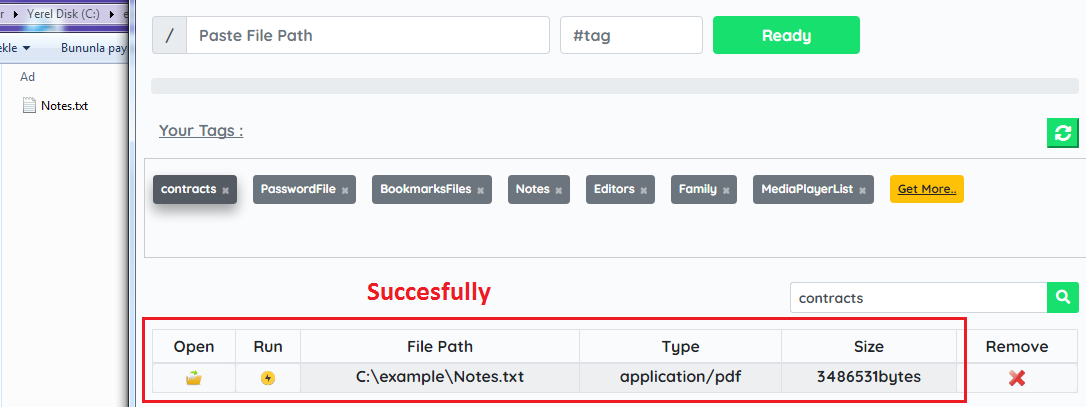 r ▸ Yerel Disk (C:) ▸ e
ekle ▾ Bununla pay
Ad
Notes.txt
/ Paste File Path #tag Ready
Your Tags :
contracts × PasswordFile × BookmarksFiles × Notes × Editors × Family × MediaPlayerList × Get More..
Succesfully
contracts
Open Run File Path Type Size Remove
C:\example\Notes.txt application/pdf 3486531bytes